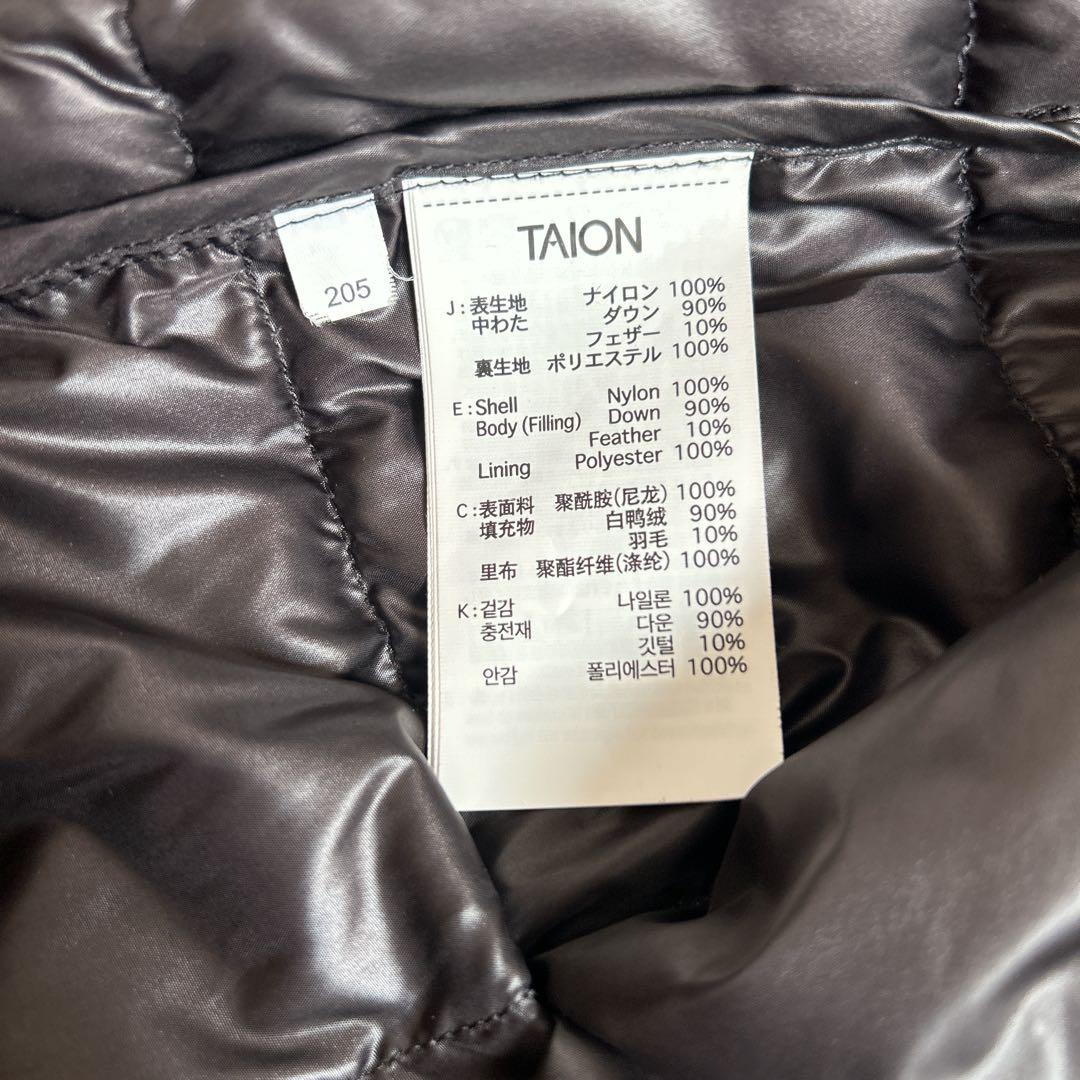 205
TAION
J:表生地 ナイロン 100%
中わた ダウン 90%
フェザー 10%
裏生地 ポリエステル 100%
E:Shell Nylon 100%
Body (Filling) Down 90%
Feather 10%
Lining Polyester 100%
C:表面料 聚酰胺(尼龙) 100%
填充物 白鸭绒 90%
羽毛 10%
里布 聚酯纤维(涤纶) 100%
K:겉감 나일론 100%
충전재 다운 90%
깃털 10%
안감 폴리에스터 100%